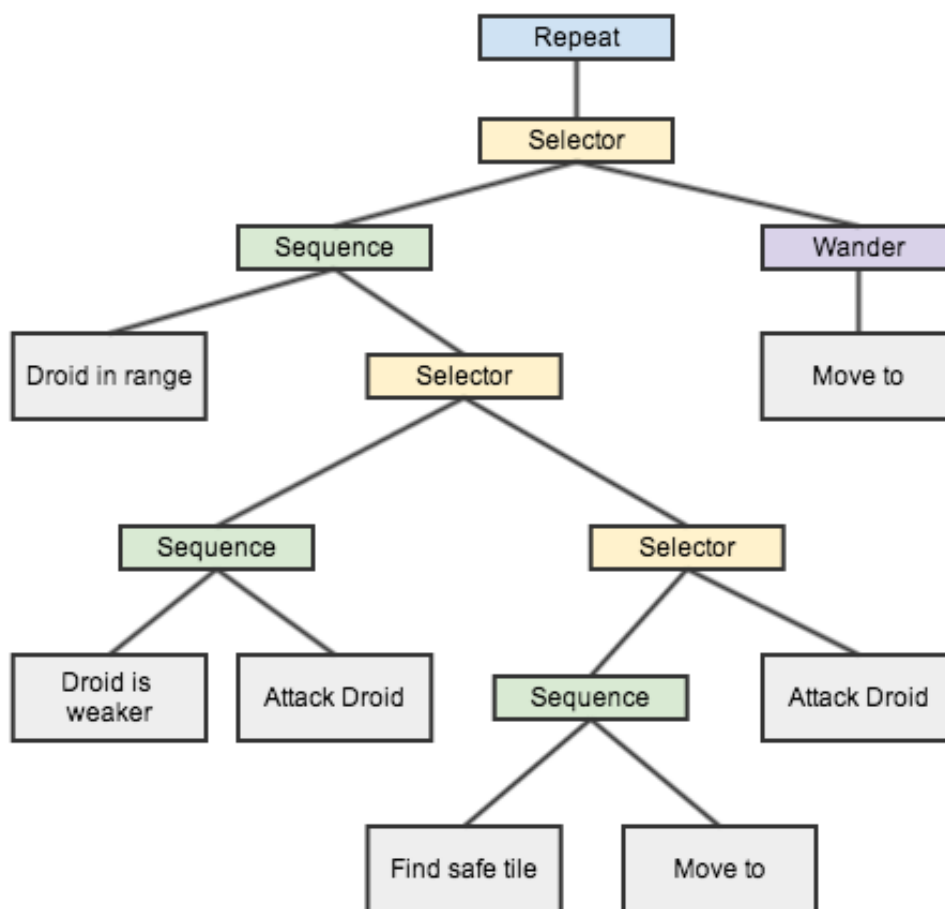 Repeat
Selector
Sequence
Wander
Droid in range
Selector
Move to
Sequence
Selector
Droid is
weaker
Attack Droid
Sequence
Attack Droid
Find safe tile
Move to